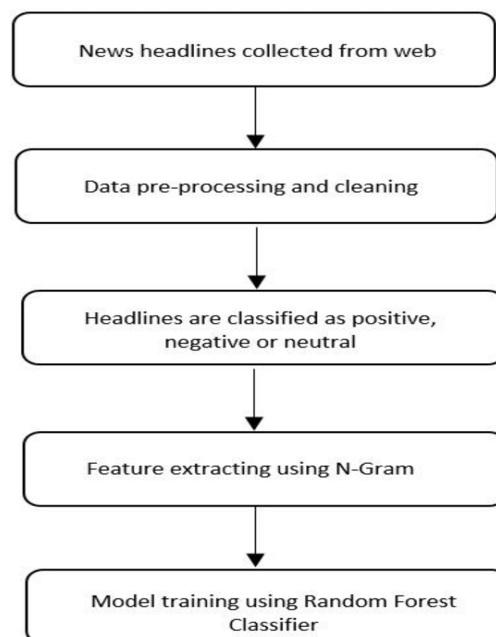 News headlines collected from web
Data pre-processing and cleaning
Headlines are classified as positive,
negative or neutral
Feature extracting using N-Gram
Model training using Random Forest
Classifier